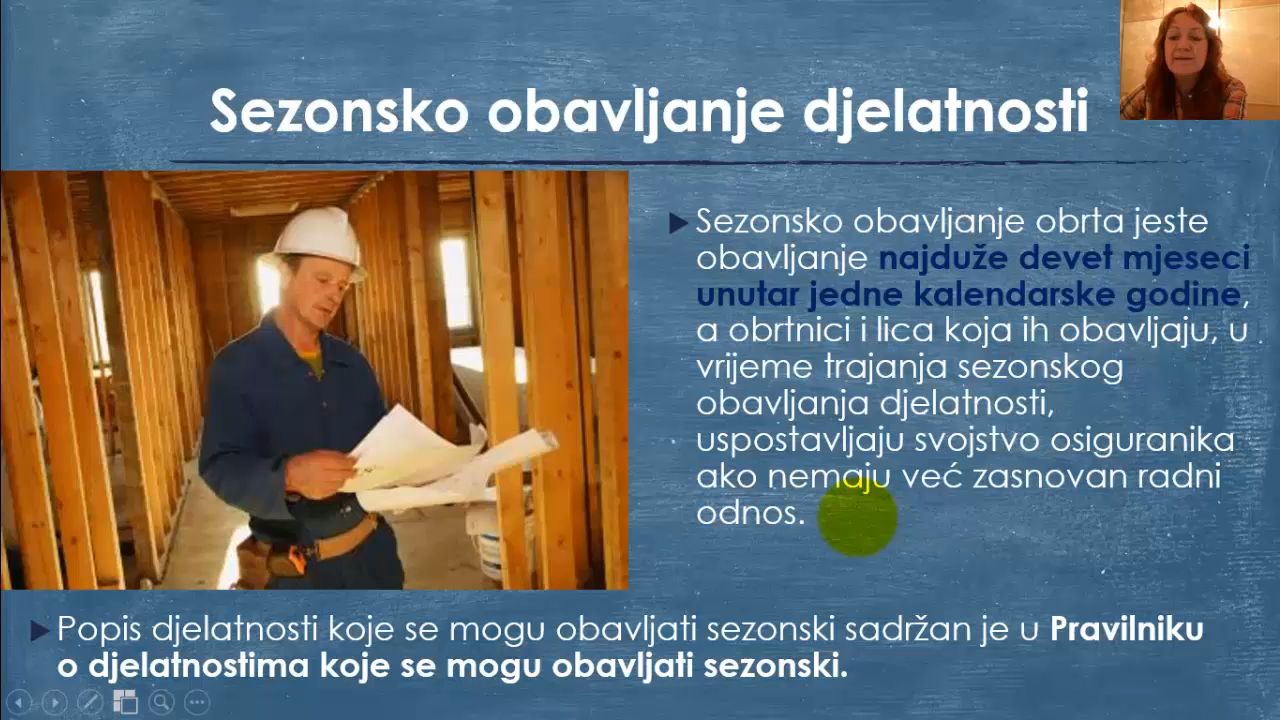 Sezonsko obavljanje djelatnosti
Sezonsko obavljanje obrta jeste
obavljanje najduže devet mjeseci
unutar jedne kalendarske godine,
a obrtnici i lica koja ih obavljaju, u
vrijeme trajanja sezonskog
obavljanja djelatnosti,
uspostavljaju svojstvo osiguranika
ako nemaju već zasnovan radni
odnos.
Popis djelatnosti koje se mogu obavljati sezonski sadržan je u Pravilniku
o djelatnostima koje se mogu obavljati sezonski.